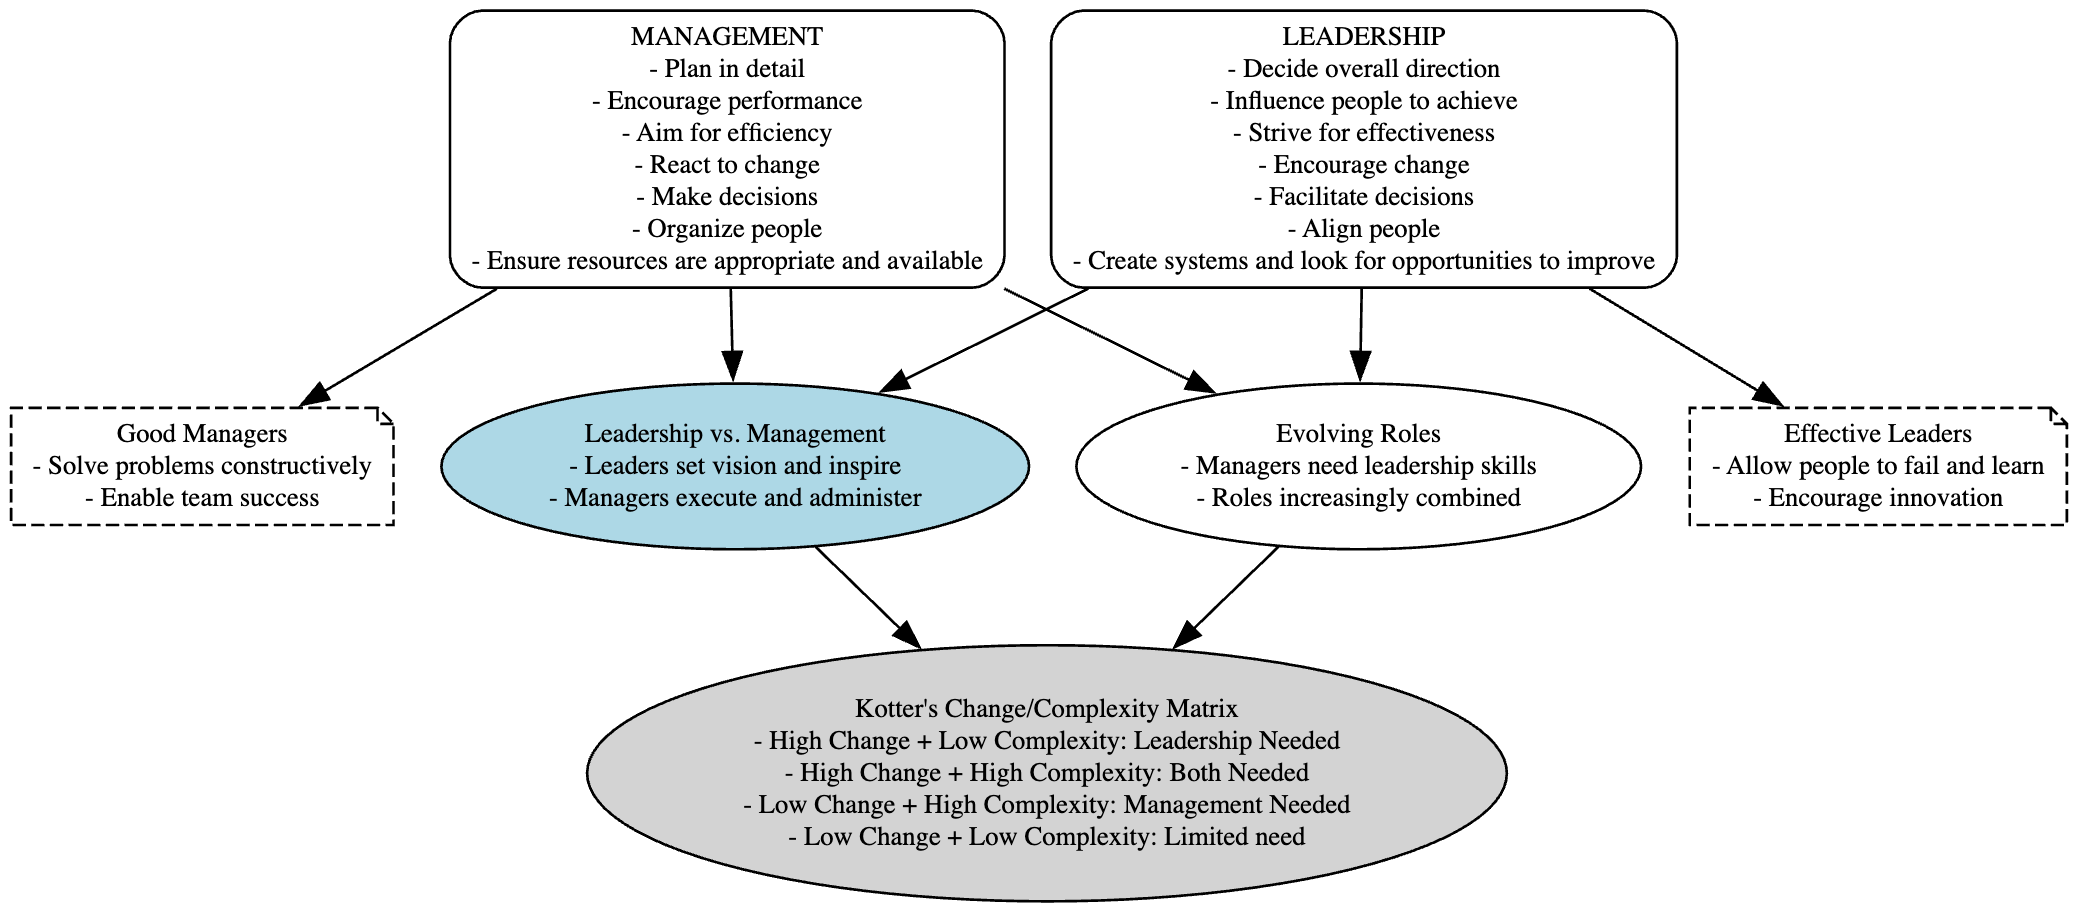 MANAGEMENT
- Plan in detail
- Encourage performance
- Aim for efficiency
- React to change
- Make decisions
- Organize people
- Ensure resources are appropriate and available
LEADERSHIP
- Decide overall direction
- Influence people to achieve
- Strive for effectiveness
- Encourage change
- Facilitate decisions
- Align people
- Create systems and look for opportunities to improve
Good Managers
- Solve problems constructively
- Enable team success
Leadership vs. Management
- Leaders set vision and inspire
- Managers execute and administer
Evolving Roles
- Managers need leadership skills
- Roles increasingly combined
Effective Leaders
- Allow people to fail and learn
- Encourage innovation
Kotter's Change/Complexity Matrix
- High Change + Low Complexity: Leadership Needed
- High Change + High Complexity: Both Needed
- Low Change + High Complexity: Management Needed
- Low Change + Low Complexity: Limited need